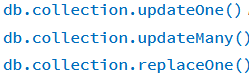 db.collection.updateOne().
db.collection.updateMany()
db.collection.replaceOne()